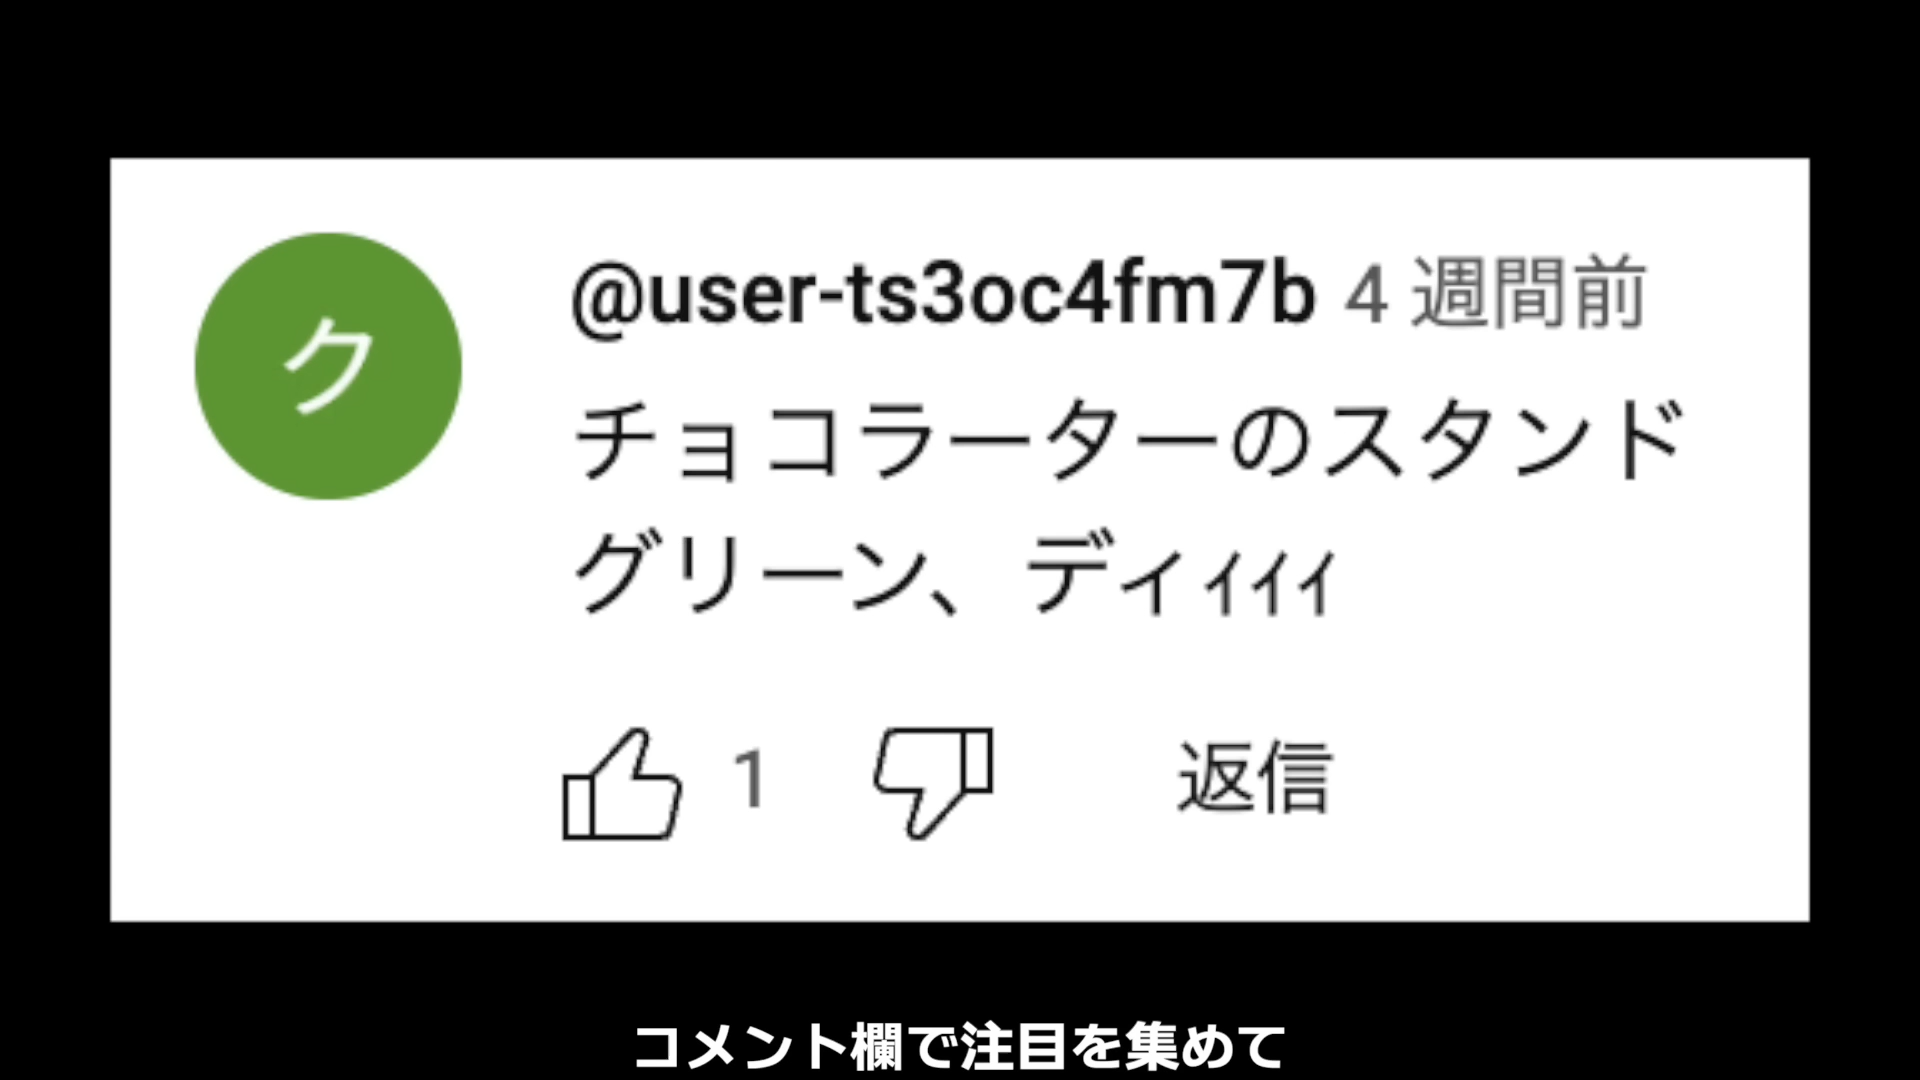 ク
@user-ts3oc4fm7b 4 週間前
チョコラーターのスタンド
グリーン、ディィィィ
1
返信
コメント欄で注目を集めて